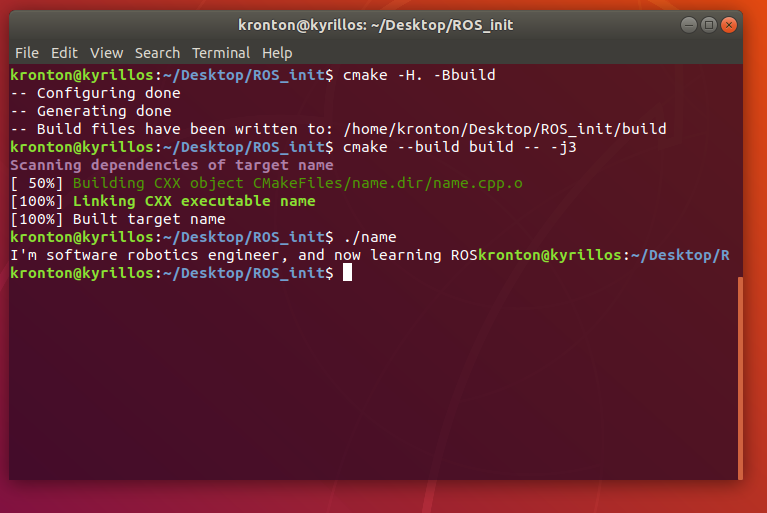 kronton@kyrillos: ~/Desktop/ROS_init
File Edit View Search Terminal Help
kronton@kyrillos:~/Desktop/ROS_init$ cmake -H. -Bbuild
-- Configuring done
-- Generating done
-- Build files have been written to: /home/kronton/Desktop/ROS_init/build
kronton@kyrillos:~/Desktop/ROS_init$ cmake --build build -- -j3
Scanning dependencies of target name
[ 50%] Building CXX object CMakeFiles/name.dir/name.cpp.o
[100%] Linking CXX executable name
[100%] Built target name
kronton@kyrillos:~/Desktop/ROS_init$ ./name
I'm software robotics engineer, and now learning ROSkronton@kyrillos:~/Desktop/R
kronton@kyrillos:~/Desktop/ROS_init$